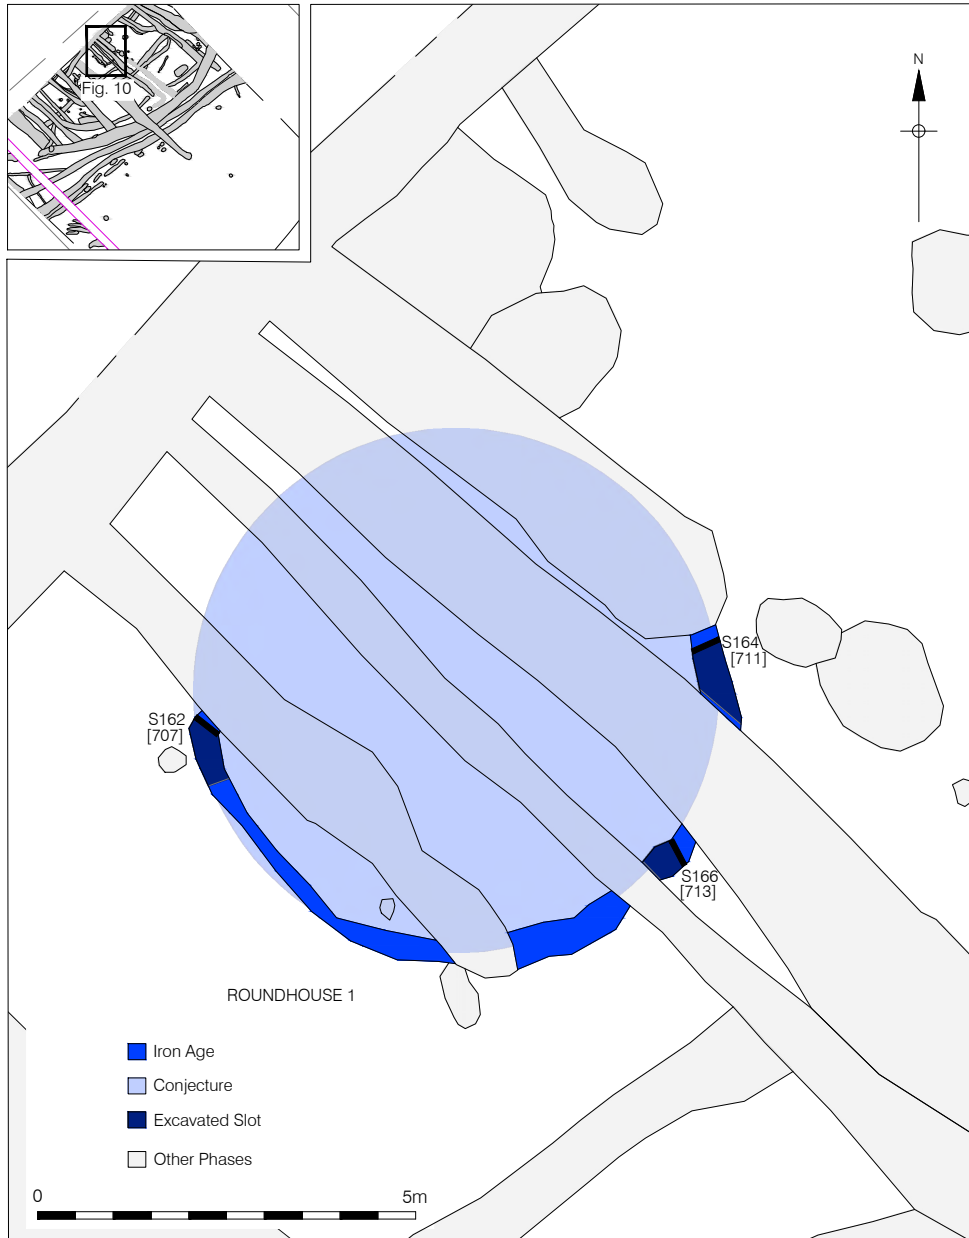 Fig. 10
N
S164
[711]
S162
[707]
S166
[713]
ROUNDHOUSE 1
Iron Age
Conjecture
Excavated Slot
Other Phases
0 5m